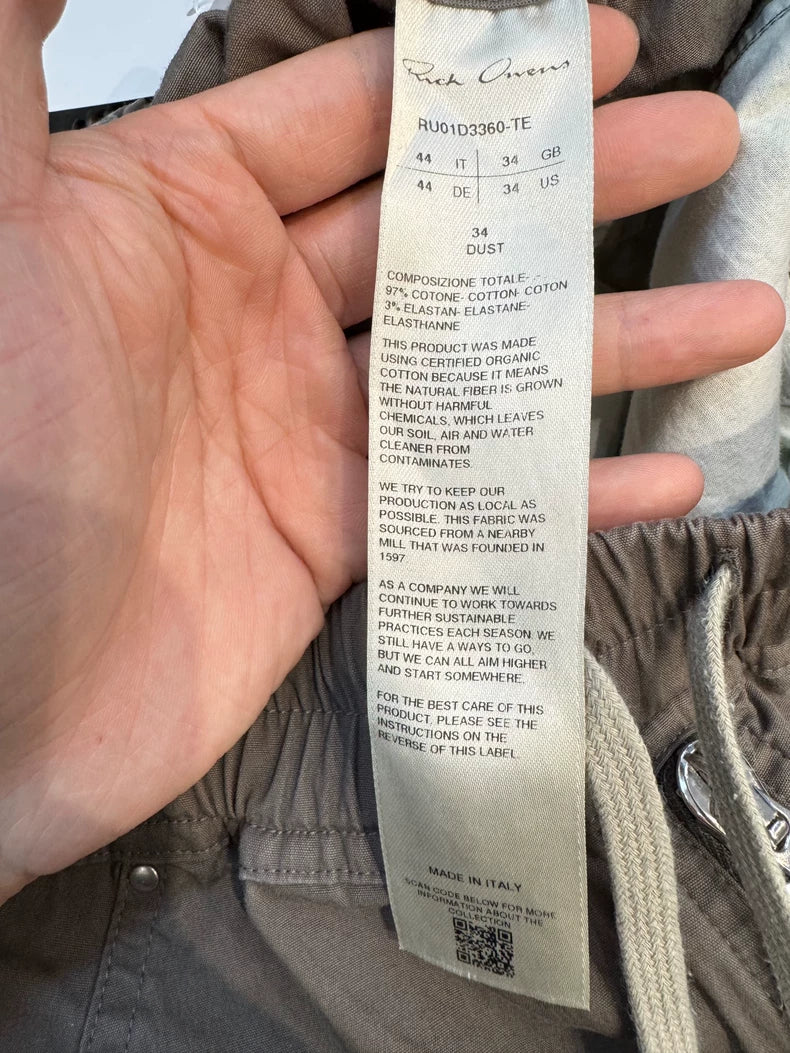 Rick Owens
RU01D3360-TE
44 IT 34 GB
44 DE 34 US
34
DUST
COMPOSIZIONE TOTALE- -
97% COTONE- COTTON- COTON
3% ELASTAN- ELASTANE-
ELASTHANNE
THIS PRODUCT WAS MADE
USING CERTIFIED ORGANIC
COTTON BECAUSE IT MEANS
THE NATURAL FIBER IS GROWN
WITHOUT HARMFUL
CHEMICALS, WHICH LEAVES
OUR SOIL, AIR AND WATER
CLEANER FROM
CONTAMINATES.
WE TRY TO KEEP OUR
PRODUCTION AS LOCAL AS
POSSIBLE. THIS FABRIC WAS
SOURCED FROM A NEARBY
MILL THAT WAS FOUNDED IN
1597.
AS A COMPANY WE WILL
CONTINUE TO WORK TOWARDS
FURTHER SUSTAINABLE
PRACTICES EACH SEASON. WE
STILL HAVE A WAYS TO GO,
BUT WE CAN ALL AIM HIGHER
AND START SOMEWHERE.
FOR THE BEST CARE OF THIS
PRODUCT, PLEASE SEE THE
INSTRUCTIONS ON THE
REVERSE OF THIS LABEL.
MADE IN ITALY
SCAN CODE BELOW FOR MORE
INFORMATION ABOUT THE
COLLECTION